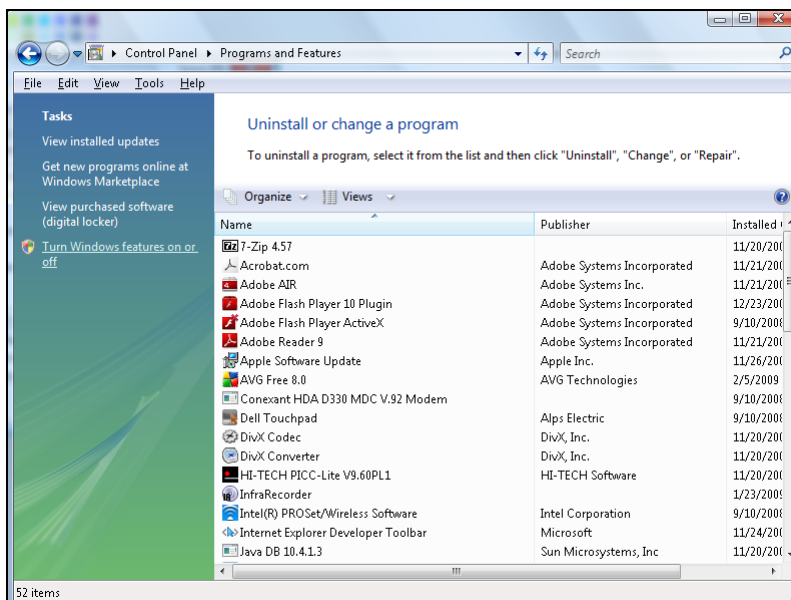 Control Panel Programs and Features Search
File Edit View Tools Help
Tasks
View installed updates
Get new programs online at
Windows Marketplace
View purchased software
(digital locker)
Turn Windows features on or
off
Uninstall or change a program
To uninstall a program, select it from the list and then click "Uninstall", "Change", or "Repair".
Organize Views
Name Publisher Installed
7-Zip 4.57 11/20/200
Acrobat.com Adobe Systems Incorporated 11/21/200
Adobe AIR Adobe Systems Inc. 11/21/200
Adobe Flash Player 10 Plugin Adobe Systems Incorporated 12/23/200
Adobe Flash Player ActiveX Adobe Systems Incorporated 9/10/2008
Adobe Reader 9 Adobe Systems Incorporated 11/21/200
Apple Software Update Apple Inc. 11/26/200
AVG Free 8.0 AVG Technologies 2/5/2009
Conexant HDA D330 MDC V.92 Modem 9/10/2008
Dell Touchpad Alps Electric 9/10/2008
DivX Codec DivX, Inc. 11/20/200
DivX Converter DivX, Inc. 11/20/200
HI-TECH PICC-Lite V9.60PL1 HI-TECH Software 11/20/200
InfraRecorder 1/23/2009
Intel(R) PROSet/Wireless Software Intel Corporation 9/10/2008
Internet Explorer Developer Toolbar Microsoft 11/24/200
Java DB 10.4.1.3 Sun Microsystems, Inc 11/20/200
52 items